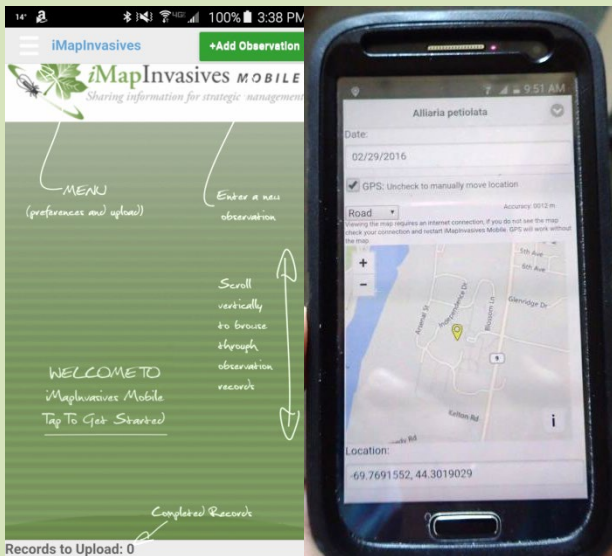 14° 4G 100% 3:38 PM
iMapInvasives
+Add Observation
iMapInvasives MOBILE
Sharing information for strategic management
MENU
(preferences and upload)
Enter a new
observation
Scroll
vertically
to browse
through
observation
records
WELCOME TO
iMapInvasives Mobile
Tap To Get Started
Completed Records
Records to Upload: 0
9:51 AM
Alliaria petiolata
Date:
02/29/2016
GPS: Uncheck to manually move location
Road
Accuracy: 0012 m.
Viewing the map requires an internet connection, if you do not see the map
check your connection and restart iMapInvasives Mobile. GPS will work without
the map.
+
-
5th Ave
6th Ave
Glenridge Dr
Arsenal St
Independence Dr
Blossom Ln
9
Kelton Rd
Rd
i
Location:
-69.7691552, 44.3019029